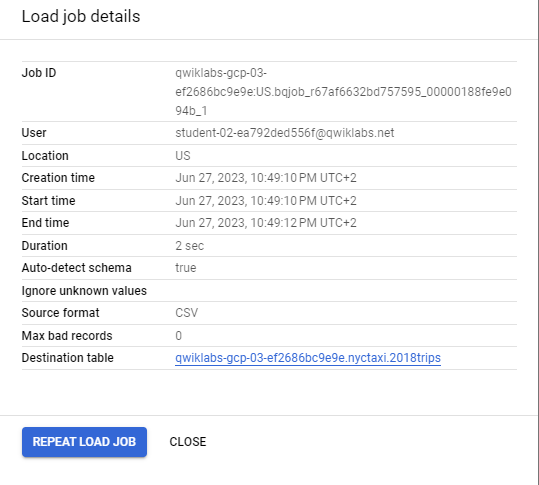 Load job details
Job ID qwiklabs-gcp-03-
ef2686bc9e9e:US.bqjob_r67af6632bd757595_00000188fe9e0
94b_1
User student-02-ea792ded556f@qwiklabs.net
Location US
Creation time Jun 27, 2023, 10:49:10 PM UTC+2
Start time Jun 27, 2023, 10:49:10 PM UTC+2
End time Jun 27, 2023, 10:49:12 PM UTC+2
Duration 2 sec
Auto-detect schema true
Ignore unknown values
Source format CSV
Max bad records 0
Destination table qwiklabs-gcp-03-ef2686bc9e9e.nyctaxi.2018trips
REPEAT LOAD JOB CLOSE